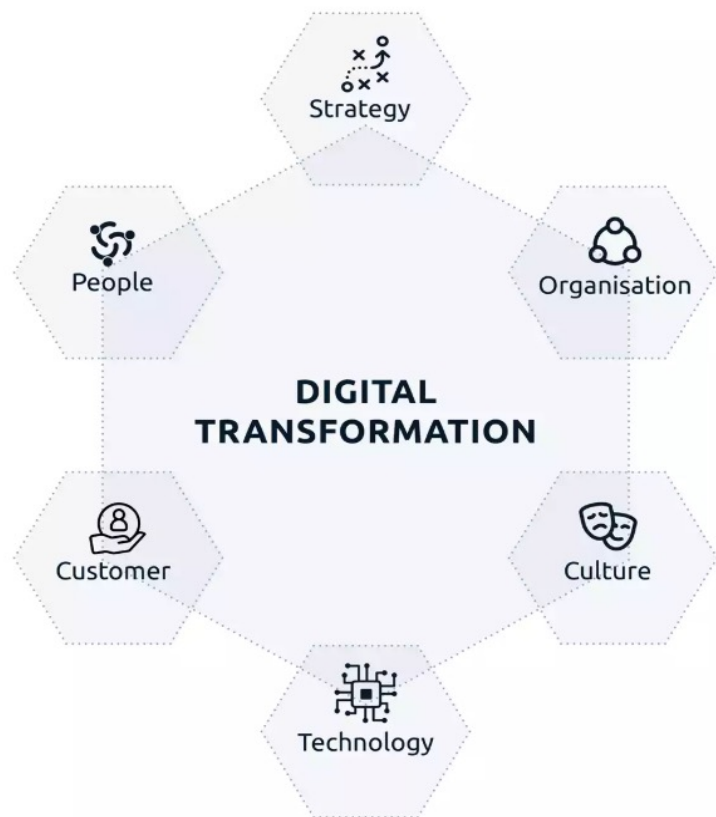 Strategy
People
Organisation
DIGITAL
TRANSFORMATION
Customer
Culture
Technology